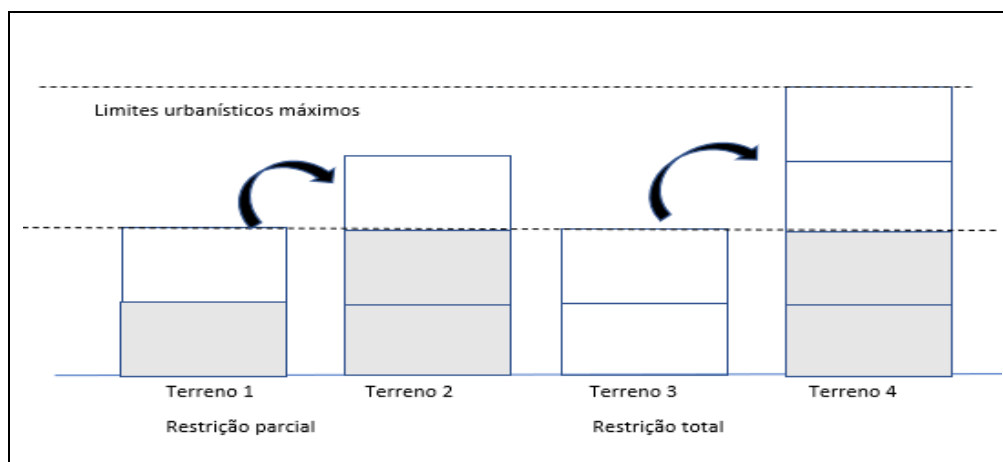 Limites urbanísticos máximos
Terreno 1
Terreno 2
Terreno 3
Terreno 4
Restrição parcial
Restrição total